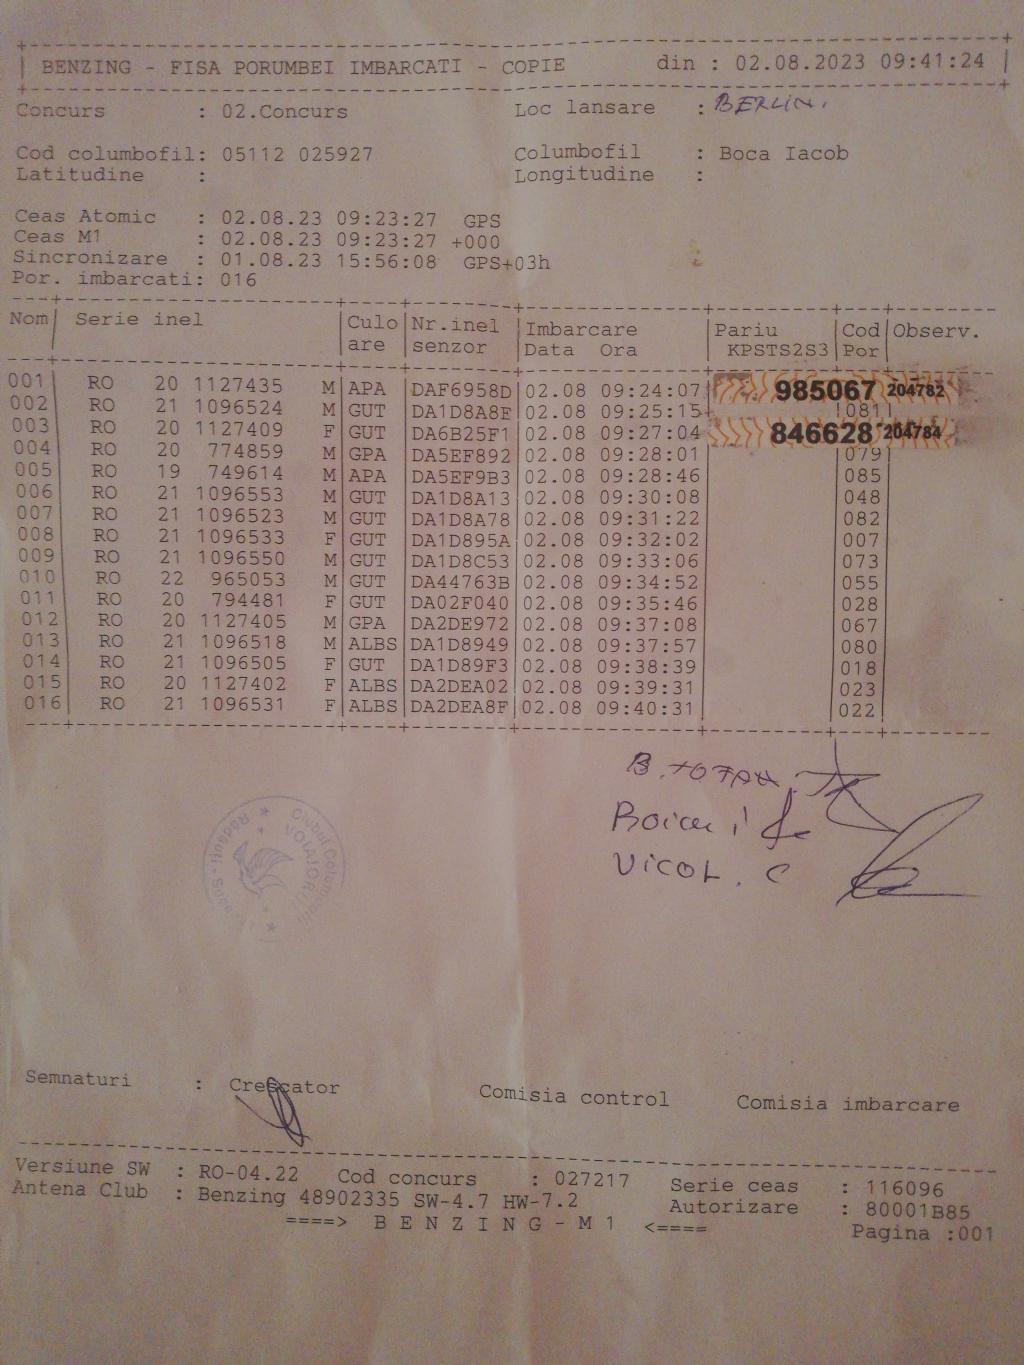 BENZING - FISA PORUMBEI IMBARCATI - COPIE din : 02.08.2023 09:41:24
Concurs : 02.Concurs Loc lansare : BERLIN.
Cod columbofil: 05112 025927 Columbofil : Boca Iacob
Latitudine : Longitudine :
Ceas Atomic : 02.08.23 09:23:27 GPS
Ceas M1 : 02.08.23 09:23:27 +000
Sincronizare : 01.08.23 15:56:08 GPS+03h
Por. imbarcati: 016
Nom Serie inel Culo Nr.inel Imbarcare Pariu Cod Observ.
are senzor Data Ora KPSTS2S3 Por
001 RO 20 1127435 M APA DAF6958D 02.08 09:24:07 985067 204782
002 RO 21 1096524 M GUT DA1D8A8E 02.08 09:25:15 081
003 RO 20 1127409 F GUT DA6B25F1 02.08 09:27:04 846628 204784
004 RO 20 774859 M GPA DA5EF892 02.08 09:28:01 079
005 RO 19 749614 M APA DA5EF9B3 02.08 09:28:46 085
006 RO 21 1096553 M GUT DA1D8A13 02.08 09:30:08 048
007 RO 21 1096523 M GUT DA1D8A78 02.08 09:31:22 082
008 RO 21 1096533 F GUT DA1D895A 02.08 09:32:02 007
009 RO 21 1096550 M GUT DA1D8C53 02.08 09:33:06 073
010 RO 22 965053 M GUT DA44763B 02.08 09:34:52 055
011 RO 20 794481 F GUT DA02F040 02.08 09:35:46 028
012 RO 20 1127405 M GPA DA2DE972 02.08 09:37:08 067
013 RO 21 1096518 M ALBS DA1D8949 02.08 09:37:57 080
014 RO 21 1096505 F GUT DA1D89F3 02.08 09:38:39 018
015 RO 20 1127402 F ALBS DA2DEA02 02.08 09:39:31 023
016 RO 21 1096531 F ALBS DA2DEA8F 02.08 09:40:31 022
VICOL. C
Clubul
VOIAJORUL
Radauti
Semnaturi : Crescator Comisia control Comisia imbarcare
Versiune SW : RO-04.22 Cod concurs : 027217 Serie ceas : 116096
Antena Club : Benzing 48902335 SW-4.7 HW-7.2 Autorizare : 80001B85
====> B E N Z I N G - M 1 <==== Pagina :001